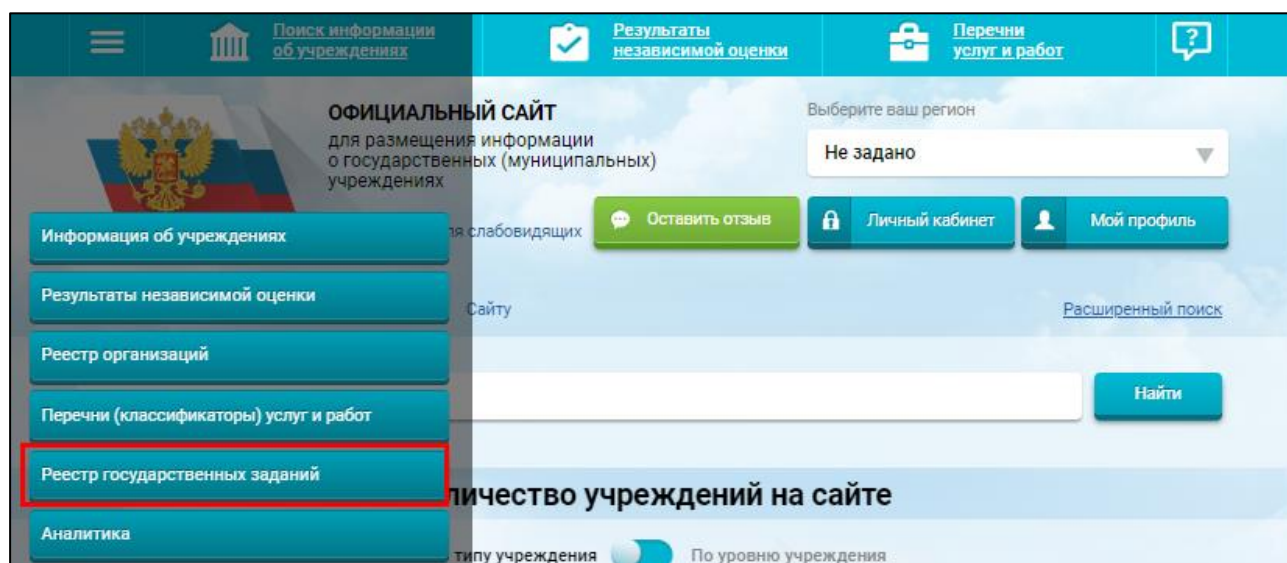 Поиск информации
об учреждениях
Результаты
независимой оценки
Перечни
услуг и работ
ОФИЦИАЛЬНЫЙ САЙТ
для размещения информации
о государственных (муниципальных)
учреждениях
Выберите ваш регион
Не задано
слабовидящих
Оставить отзыв
Личный кабинет
Мой профиль
Информация об учреждениях
Результаты независимой оценки
Сайту
Расширенный поиск
Реестр организаций
Перечни (классификаторы) услуг и работ
Найти
Реестр государственных заданий
личество учреждений на сайте
Аналитика
типу учреждения
По уровню учреждения